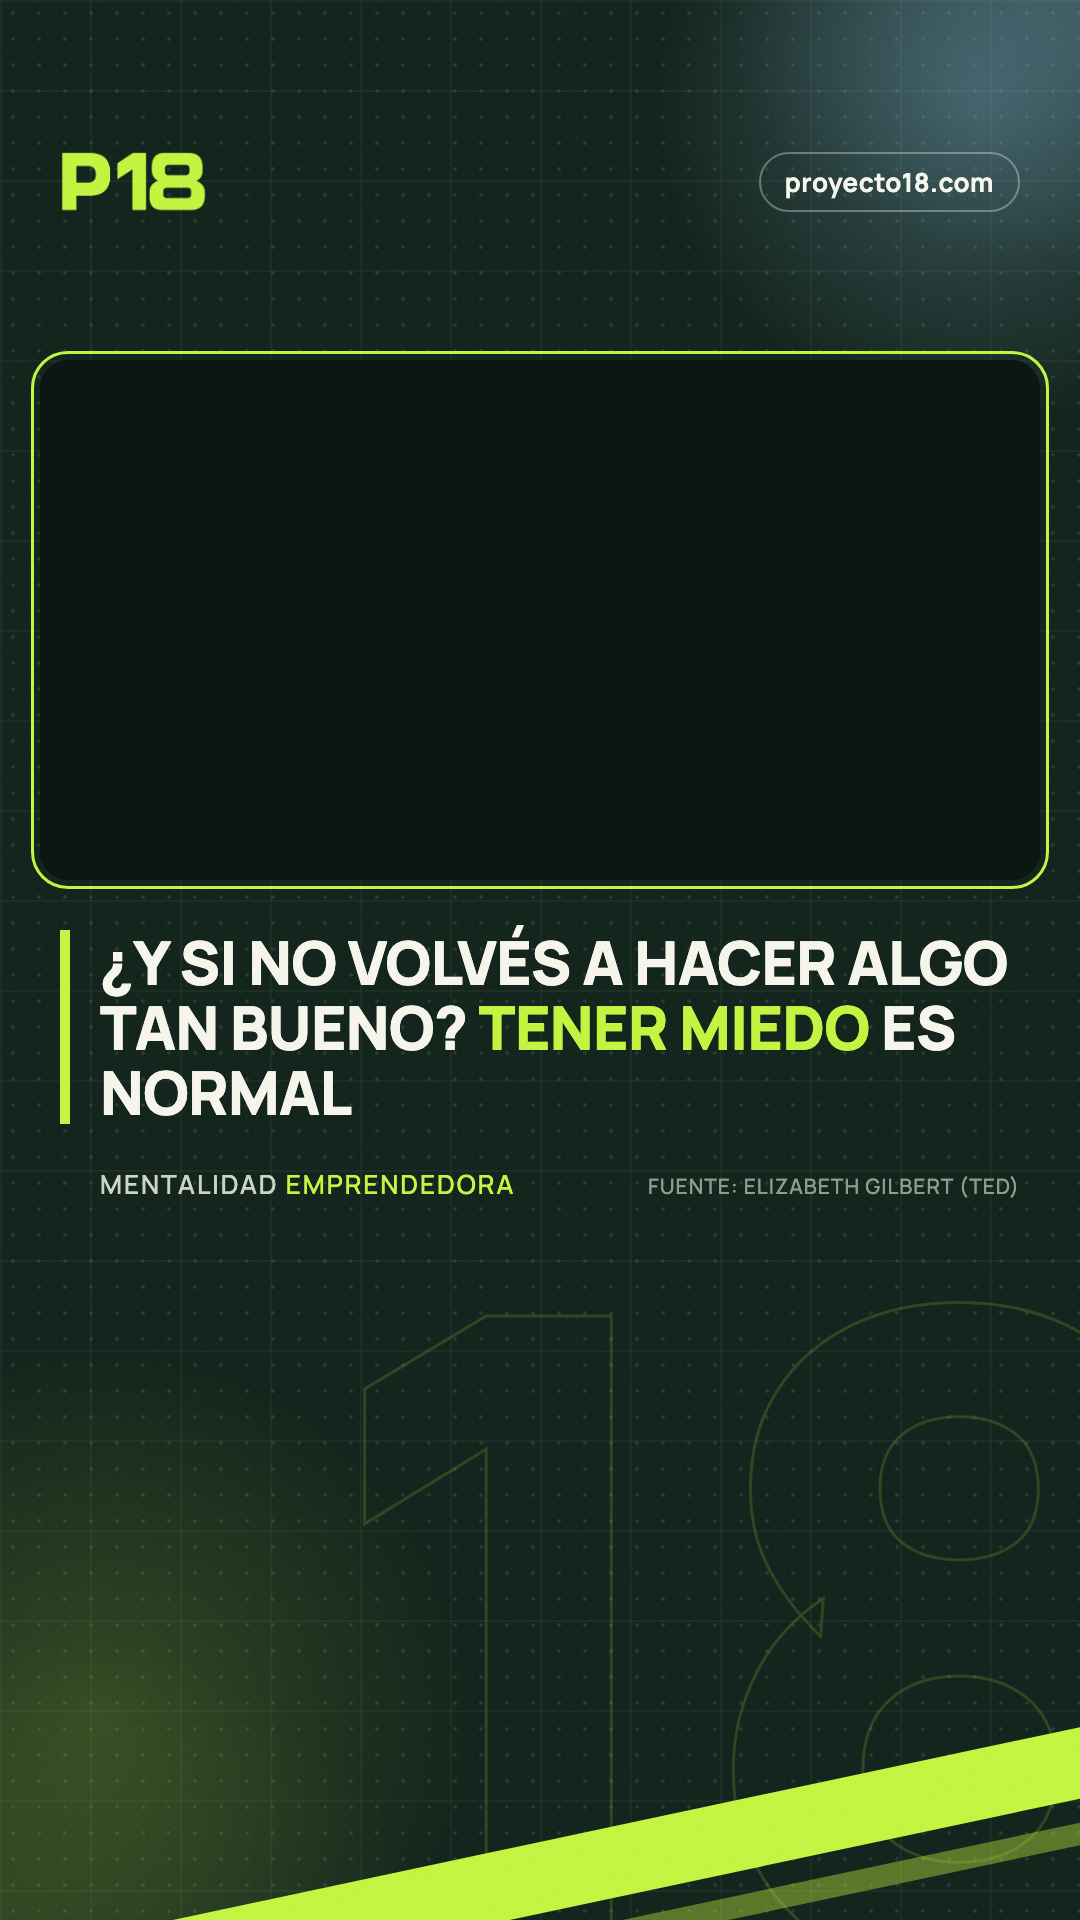 P18
proyecto18.com
¿Y SI NO VOLVÉS A HACER ALGO
TAN BUENO? TENER MIEDO ES
NORMAL
MENTALIDAD EMPRENDEDORA
FUENTE: ELIZABETH GILBERT (TED)
18